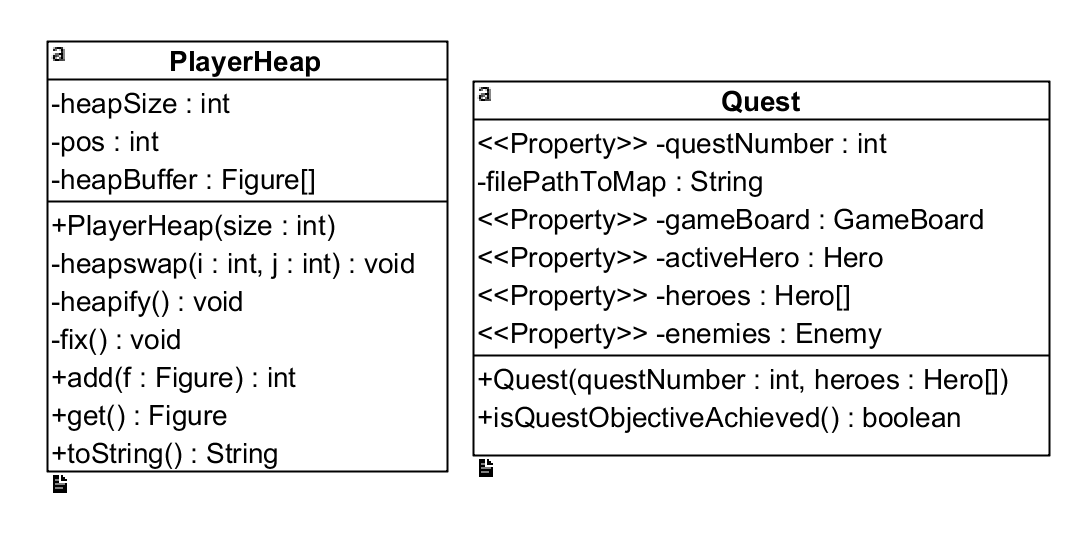 a
PlayerHeap
-heapSize : int
-pos : int
-heapBuffer : Figure[]
+PlayerHeap(size : int)
-heapswap(i : int, j : int) : void
-heapify() : void
-fix() : void
+add(f : Figure) : int
+get() : Figure
+toString() : String
a
Quest
<<Property>> -questNumber : int
-filePathToMap : String
<<Property>> -gameBoard : GameBoard
<<Property>> -activeHero : Hero
<<Property>> -heroes : Hero[]
<<Property>> -enemies : Enemy
+Quest(questNumber : int, heroes : Hero[])
+isQuestObjectiveAchieved() : boolean